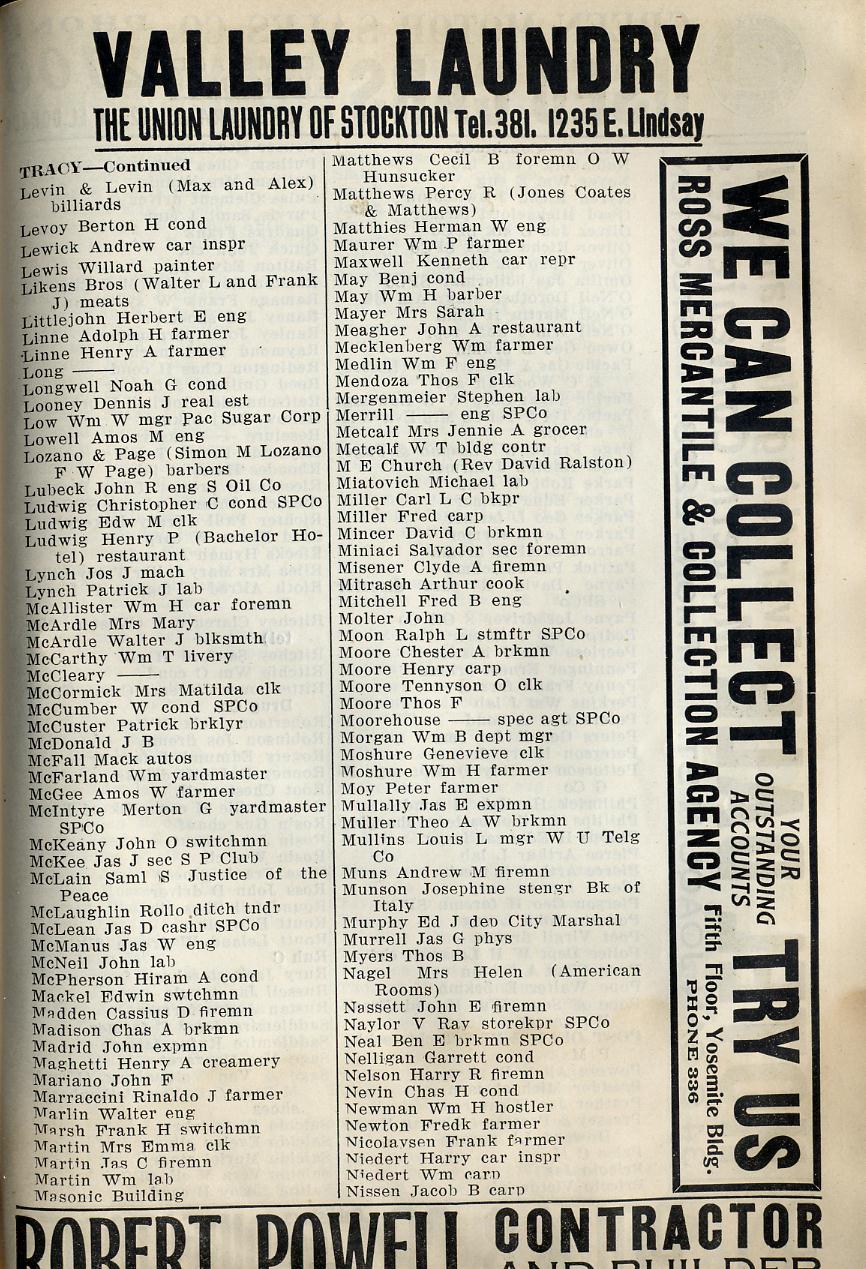 VALLEY LAUNDRY
THE UNION LAUNDRY OF STOCKTON Tel.381. 1235 E. Lindsay
TRACY—Continued
Levin & Levin (Max and Alex)
billiards
Levoy Berton H cond
Lewick Andrew car inspr
Lewis Willard painter
Likens Bros (Walter L and Frank
J) meats
Littlejohn Herbert E eng
Linne Adolph H farmer
Linne Henry A farmer
Long ——
Longwell Noah G cond
Looney Dennis J real est
Low Wm W mgr Pac Sugar Corp
Lowell Amos M eng
Lozano & Page (Simon M Lozano
F W Page) barbers
Lubeck John R eng S Oil Co
Ludwig Christopher C cond SPCo
Ludwig Edw M clk
Ludwig Henry P (Bachelor Ho-
tel) restaurant
Lynch Jos J mach
Lynch Patrick J lab
McAllister Wm H car foremn
McArdle Mrs Mary
McArdle Walter J blksmth
McCarthy Wm T livery
McCleary ——
McCormick Mrs Matilda clk
McCumber W cond SPCo
McCuster Patrick brklyr
McDonald J B
McFall Mack autos
McFarland Wm yardmaster
McGee Amos W farmer
McIntyre Merton G yardmaster
SPCo
McKeany John O switchmn
McKee Jas J sec S P Club
McLain Saml S Justice of the
Peace
McLaughlin Rollo ditch tndr
McLean Jas D cashr SPCo
McManus Jas W eng
McNeil John lab
McPherson Hiram A cond
Mackel Edwin swtchmn
Madden Cassius D firemn
Madison Chas A brkmn
Madrid John expmn
Maghetti Henry A creamery
Mariano John F
Marraccini Rinaldo J farmer
Marlin Walter eng
Marsh Frank H switchmn
Martin Mrs Emma clk
Martin Jas C firemn
Martin Wm lab
Masonic Building
Matthews Cecil B foremn O W
Hunsucker
Matthews Percy R (Jones Coates
& Matthews)
Matthies Herman W eng
Maurer Wm P farmer
Maxwell Kenneth car repr
May Benj cond
May Wm H barber
Mayer Mrs Sarah
Meagher John A restaurant
Mecklenberg Wm farmer
Medlin Wm F eng
Mendoza Thos F clk
Mergenmeier Stephen lab
Merrill —— eng SPCo
Metcalf Mrs Jennie A grocer
Metcalf W T bldg contr
M E Church (Rev David Ralston)
Miatovich Michael lab
Miller Carl L C bkpr
Miller Fred carp
Mincer David C brkmn
Miniaci Salvador sec foremn
Misener Clyde A firemn
Mitrasch Arthur cook
Mitchell Fred B eng
Molter John
Moon Ralph L stmftr SPCo
Moore Chester A brkmn
Moore Henry carp
Moore Tennyson O clk
Moore Thos F
Moorehouse —— spec agt SPCo
Morgan Wm B dept mgr
Moshure Genevieve clk
Moshure Wm H farmer
Moy Peter farmer
Mullally Jas E expmn
Muller Theo A W brkmn
Mullins Louis L mgr W U Telg
Co
Muns Andrew M firemn
Munson Josephine stengr Bk of
Italy
Murphy Ed J dep City Marshal
Murrell Jas G phys
Myers Thos B
Nagel Mrs Helen (American
Rooms)
Nassett John E firemn
Naylor V Ray storekpr SPCo
Neal Ben E brkmn SPCo
Nelligan Garrett cond
Nelson Harry R firemn
Nevin Chas H cond
Newman Wm H hostler
Newton Fredk farmer
Nicolaysen Frank farmer
Niedert Harry car inspr
Niedert Wm carp
Nissen Jacob B carp
WE CAN COLLECT YOUR OUTSTANDING ACCOUNTS TRY US
ROSS MERCANTILE & COLLECTION AGENCY Fifth Floor, Yosemite Bldg.
PHONE 336
ROBERT POWELL CONTRACTOR
AND BUILDER